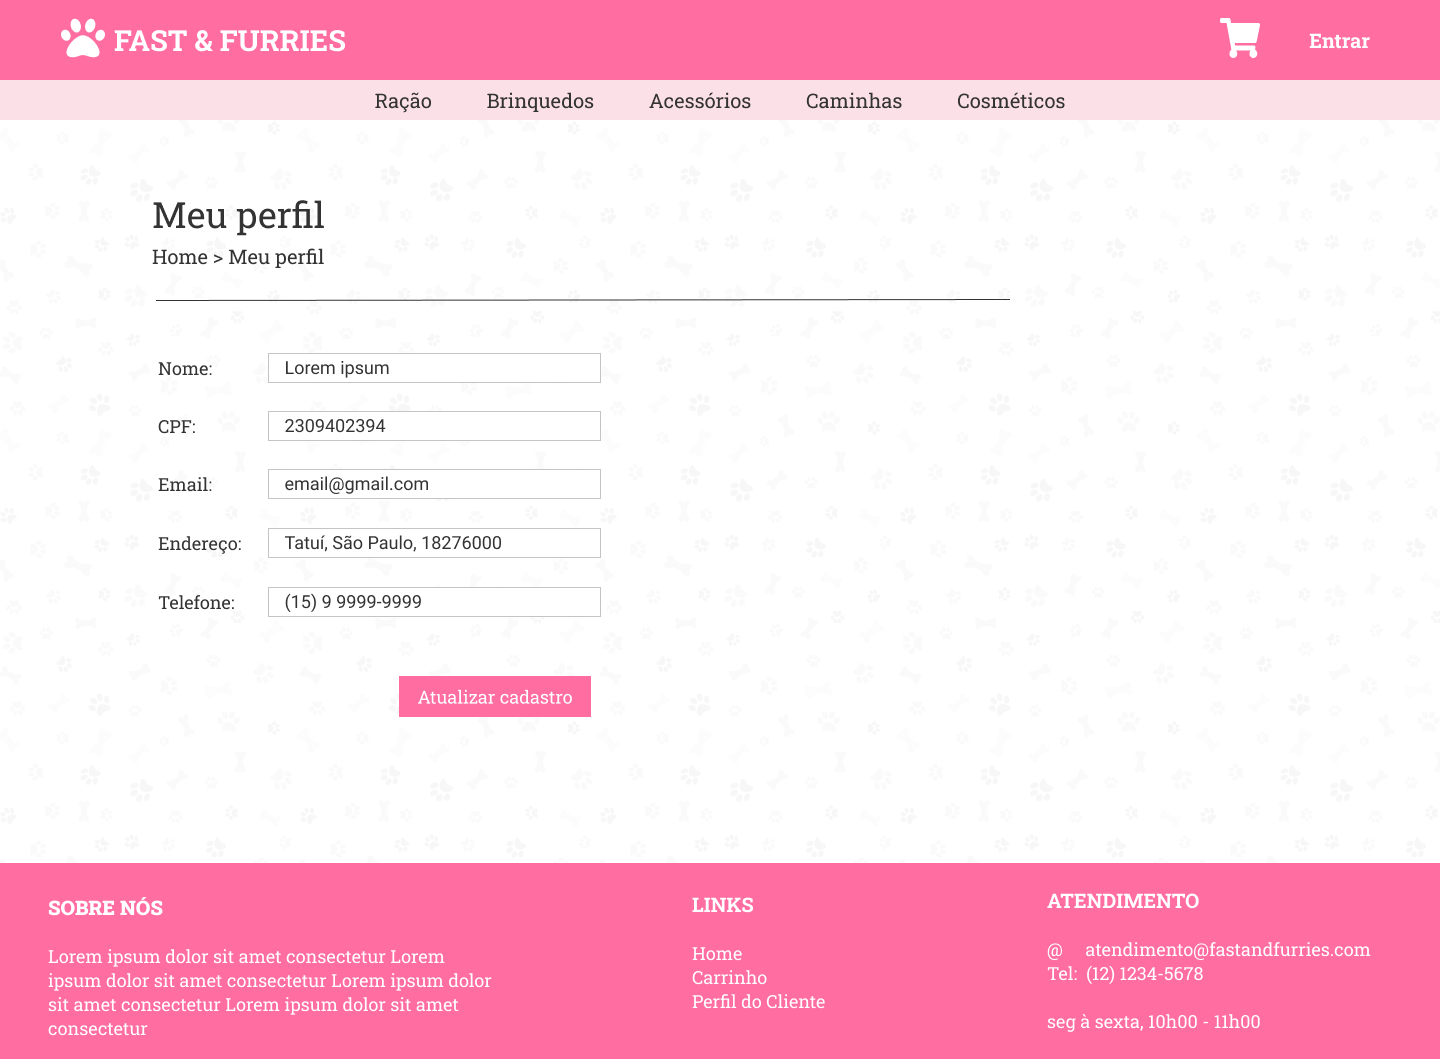 FAST & FURRIES
Entrar
Ração Brinquedos Acessórios Caminhas Cosméticos
Meu perfil
Home > Meu perfil
Nome: Lorem ipsum
CPF: 2309402394
Email: email@gmail.com
Endereço: Tatuí, São Paulo, 18276000
Telefone: (15) 9 9999-9999
Atualizar cadastro
SOBRE NÓS
Lorem ipsum dolor sit amet consectetur Lorem
ipsum dolor sit amet consectetur Lorem ipsum dolor
sit amet consectetur Lorem ipsum dolor sit amet
consectetur
LINKS
Home
Carrinho
Perfil do Cliente
ATENDIMENTO
@ atendimento@fastandfurries.com
Tel: (12) 1234-5678
seg à sexta, 10h00 - 11h00